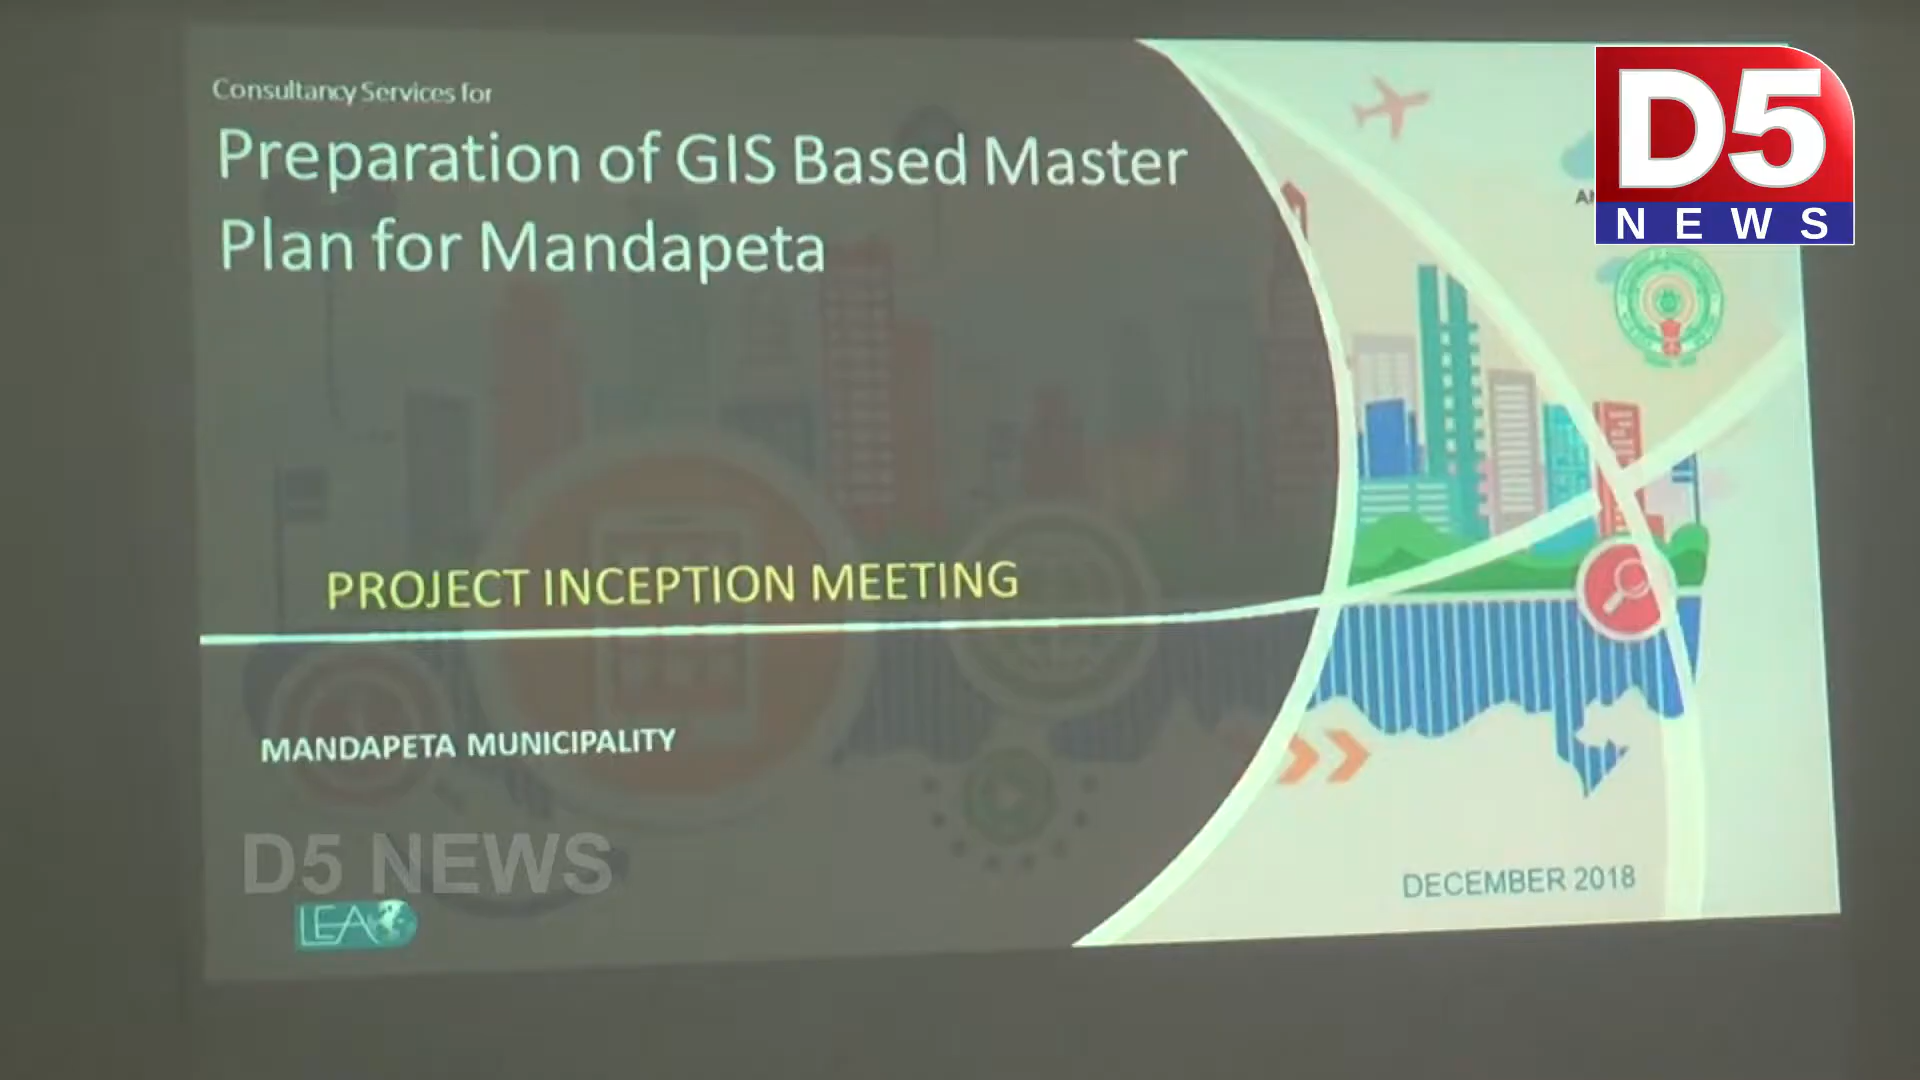 Consultancy Services for
Preparation of GIS Based Master
Plan for Mandapeta
D5
NEWS
PROJECT INCEPTION MEETING
MANDAPETA MUNICIPALITY
D5 NEWS
LEA
DECEMBER 2018